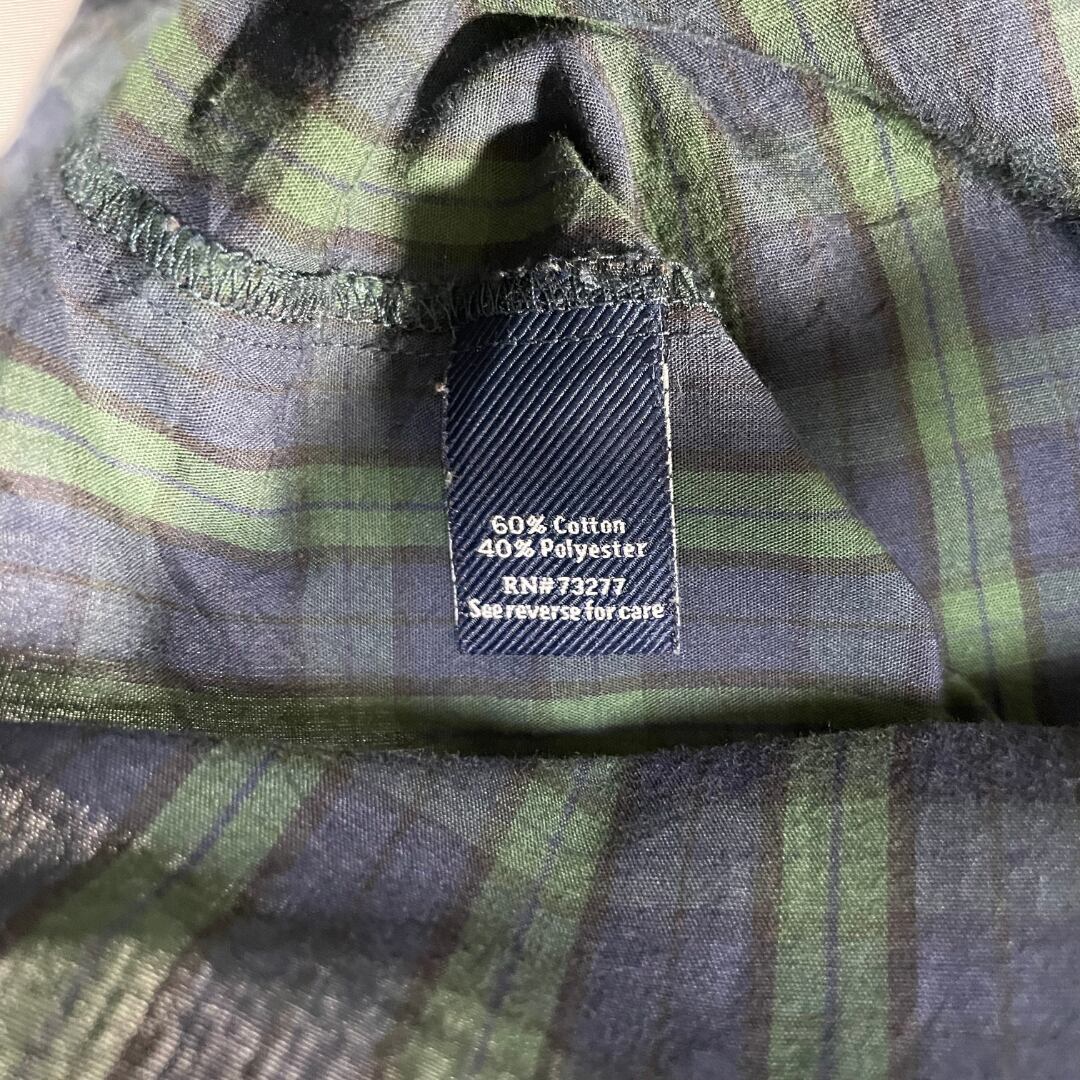 60% Cotton
40% Polyester
RN#73277
See reverse for care